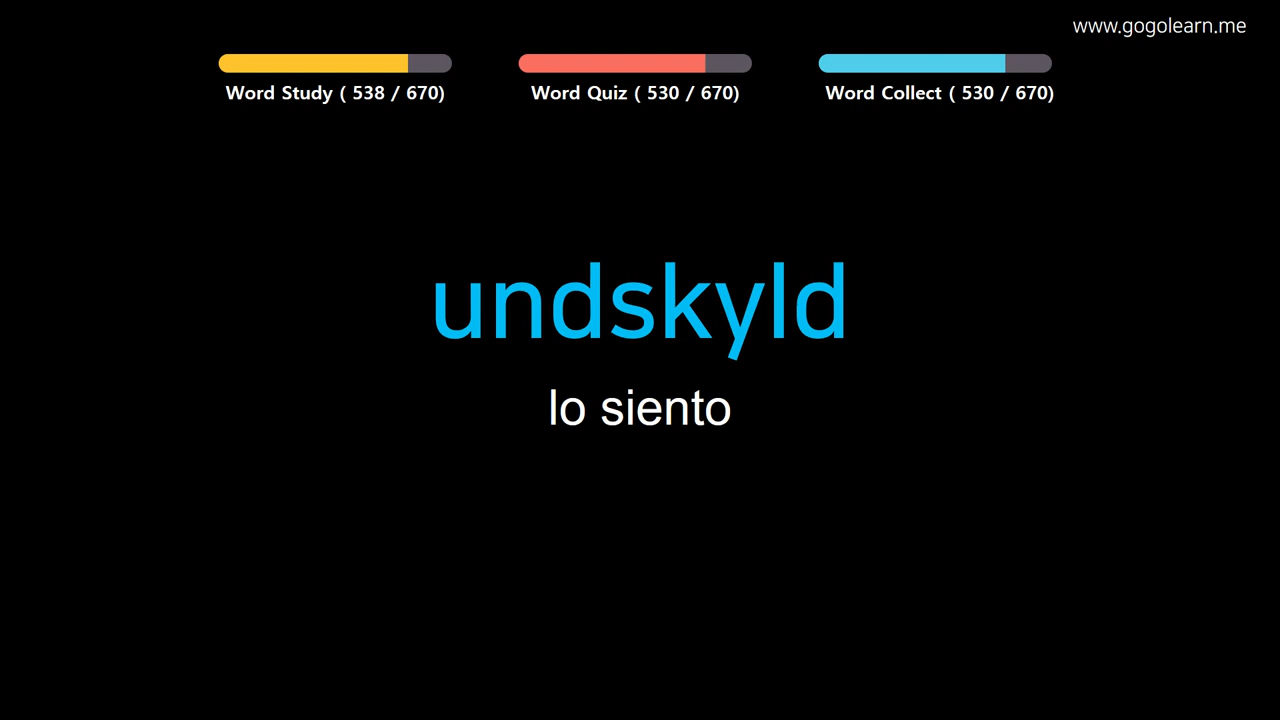 www.gogolearn.me
Word Study ( 538 / 670)
Word Quiz ( 530 / 670)
Word Collect ( 530 / 670)
undskyld
lo siento